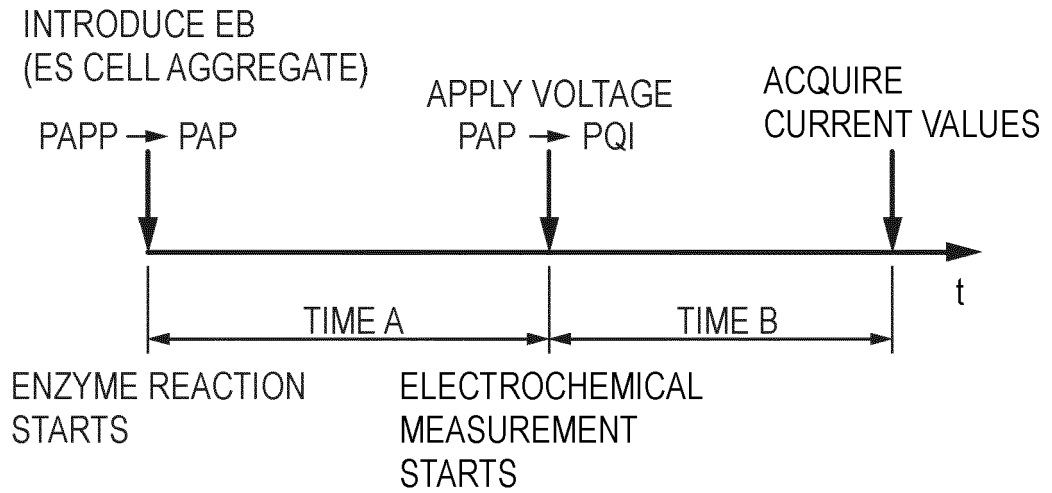 INTRODUCE EB
(ES CELL AGGREGATE)
PAPP → PAP
APPLY VOLTAGE
PAP → PQI
ACQUIRE
CURRENT VALUES
t
TIME A
TIME B
ENZYME REACTION
STARTS
ELECTROCHEMICAL
MEASUREMENT
STARTS